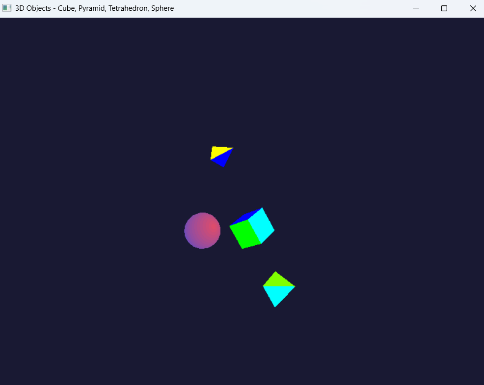 3D Objects - Cube, Pyramid, Tetrahedron, Sphere